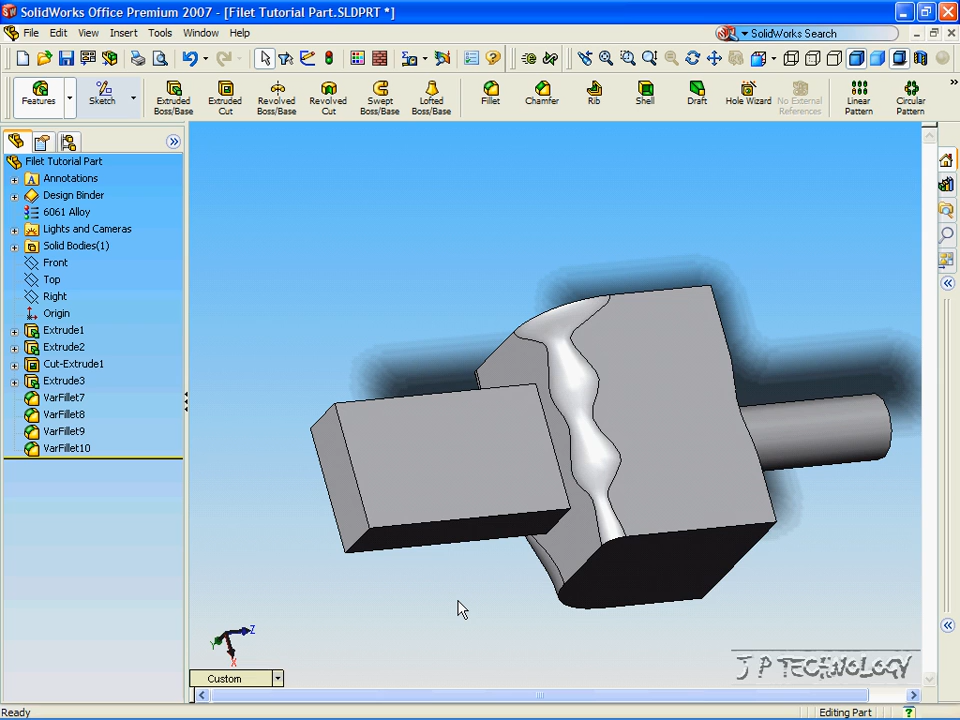 SolidWorks Office Premium 2007 - [Filet Tutorial Part.SLDPRT *]
File Edit View Insert Tools Window Help
SolidWorks Search
Features
Sketch
Extruded Boss/Base
Extruded Cut
Revolved Boss/Base
Revolved Cut
Swept Boss/Base
Lofted Boss/Base
Fillet
Chamfer
Rib
Shell
Draft
Hole Wizard
No External References
Linear Pattern
Circular Pattern
Filet Tutorial Part
Annotations
Design Binder
6061 Alloy
Lights and Cameras
Solid Bodies(1)
Front
Top
Right
Origin
Extrude1
Extrude2
Cut-Extrude1
Extrude3
VarFillet7
VarFillet8
VarFillet9
VarFillet10
Z
Y
X
Custom
J P TECHNOLOGY
Ready
Editing Part